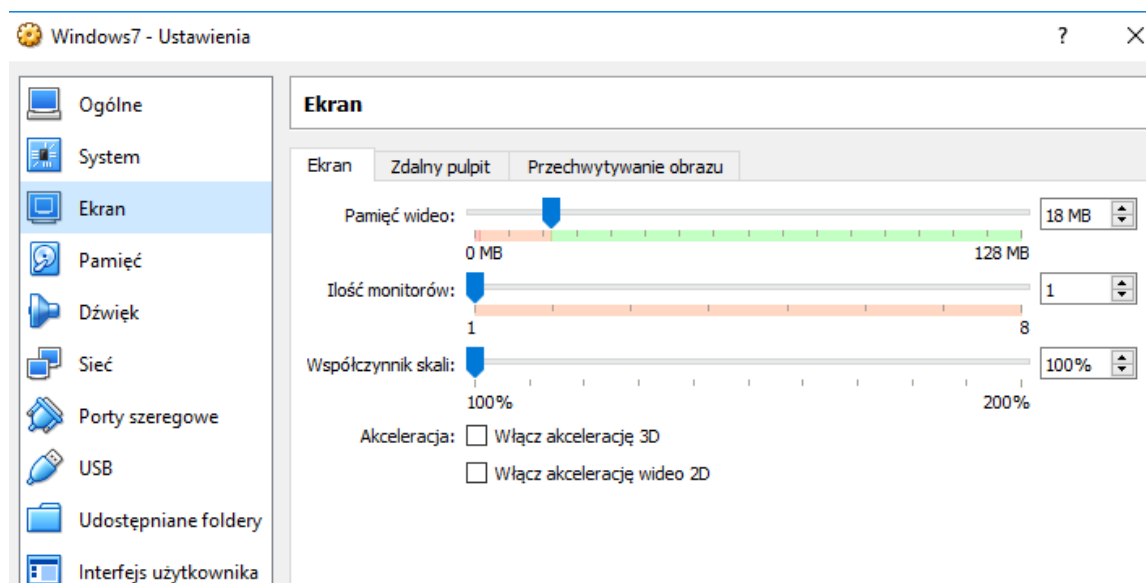 Windows7 - Ustawienia
?
Ogólne
System
Ekran
Pamięć
Dźwięk
Sieć
Porty szeregowe
USB
Udostępniane foldery
Interfejs użytkownika
Ekran
Ekran Zdalny pulpit Przechwytywanie obrazu
Pamięć wideo: 18 MB
0 MB 128 MB
Ilość monitorów: 1
1 8
Współczynnik skali: 100%
100% 200%
Akceleracja: Włącz akcelerację 3D
Włącz akcelerację wideo 2D